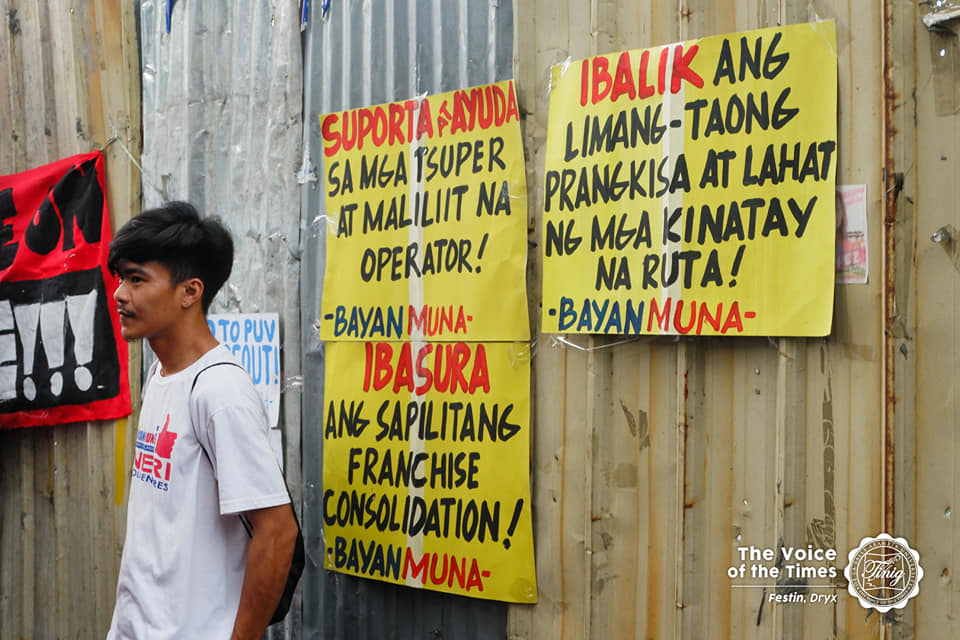 SUPORTA AT AYUDA
SA MGA TSUPER
AT MALILIIT NA
OPERATOR!
-BAYAN MUNA-
IBASURA
ANG SAPILITANG
FRANCHISE
CONSOLIDATION!
-BAYAN MUNA-
IBALIK ANG
LIMANG-TAONG
PRANGKISA AT LAHAT
NG MGA KINATAY
NA RUTA!
-BAYAN MUNA-
TO PUV
OUT!
NERI
The Voice
of the Times
Festin, Dryx
Tinig